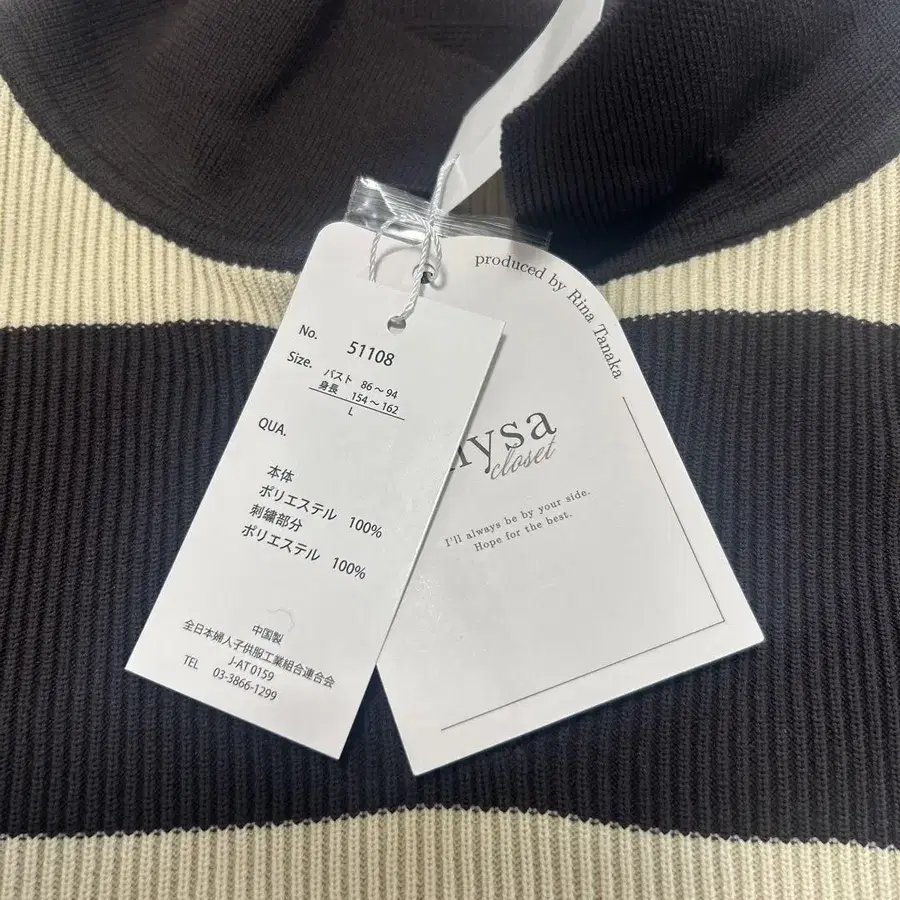 No. 51108
Size. バスト 86～94
身長 154～162
L
QUA.
本体
ポリエステル 100%
刺繍部分
ポリエステル 100%
中国製
全日本婦人子供服工業組合連合会
J-AT 0159
TEL 03-3866-1299
produced by Rina Tanaka
closet
I'll always be by your side.
Hope for the best.